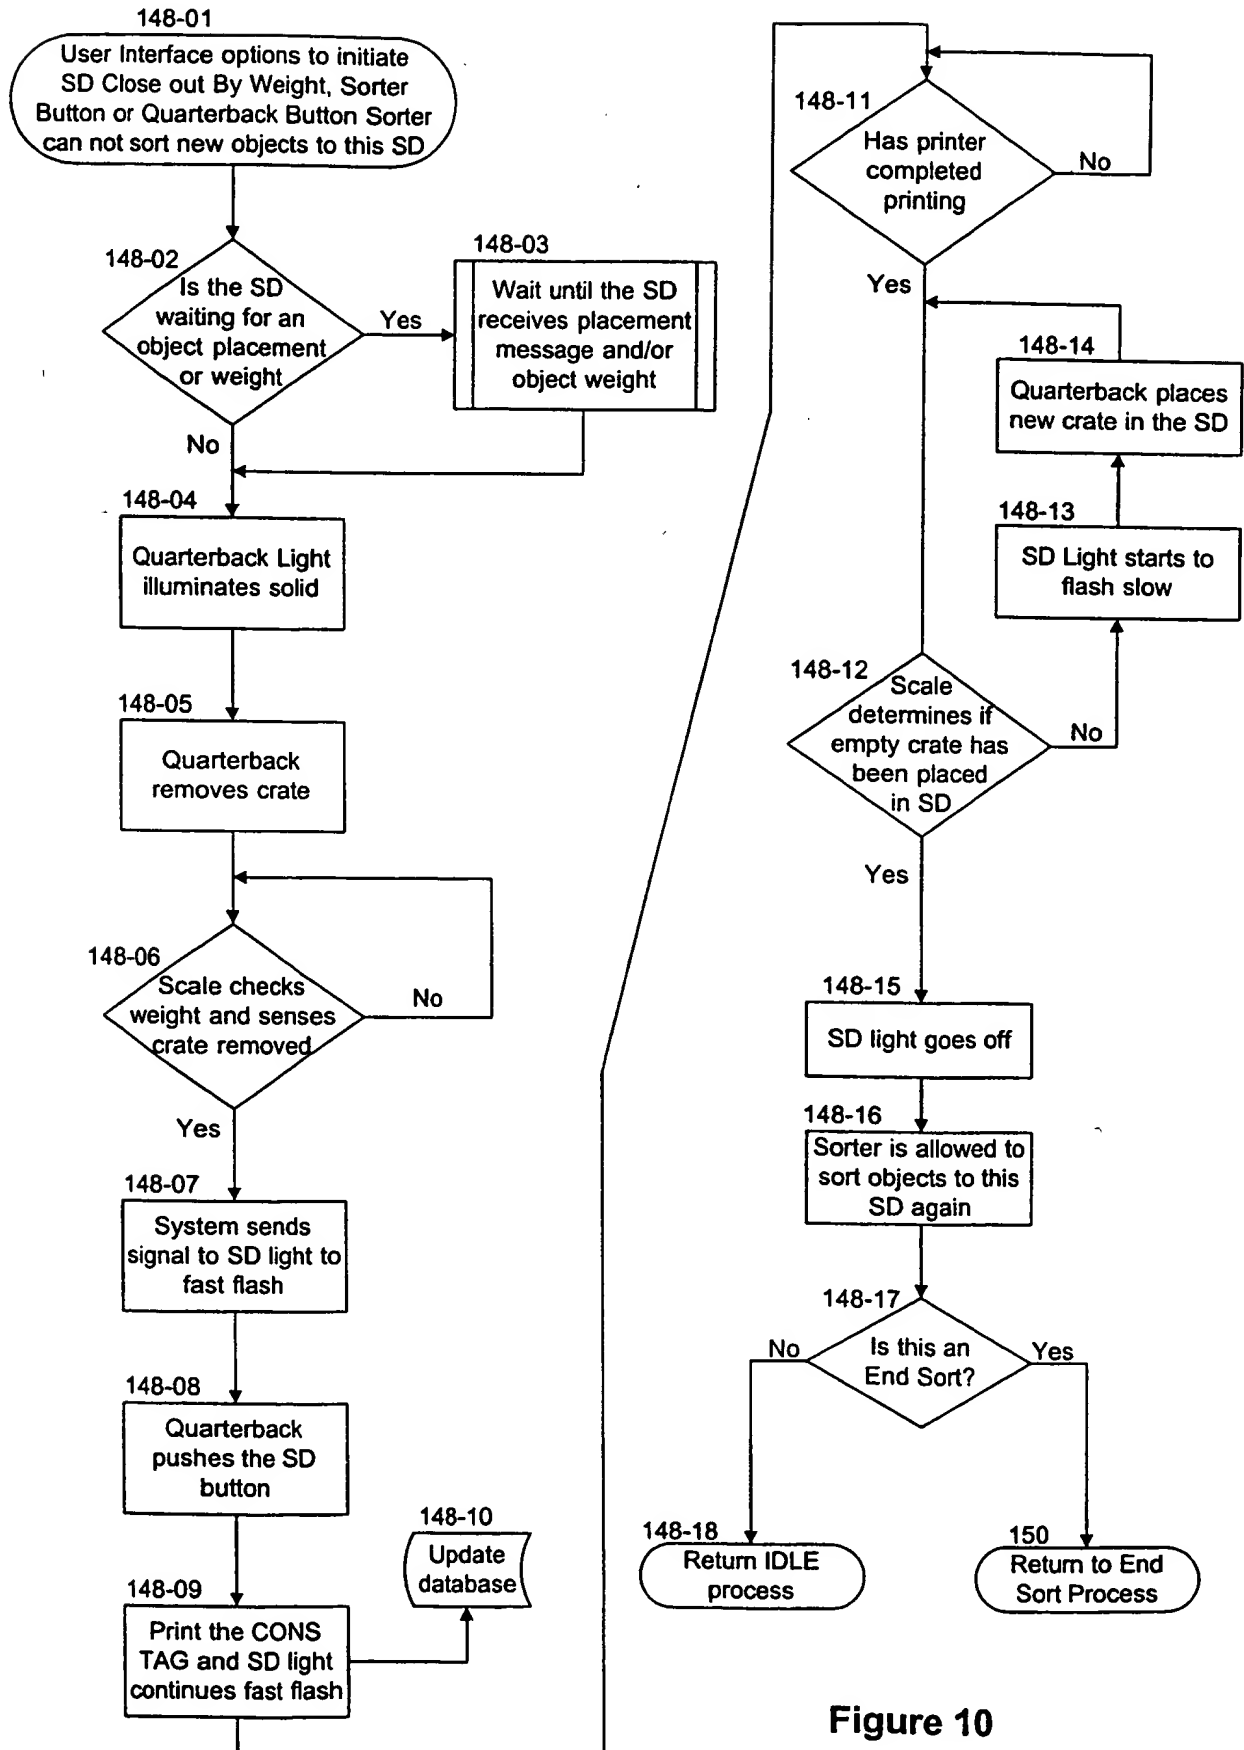 148-01
User Interface options to initiate
SD Close out By Weight, Sorter
Button or Quarterback Button Sorter
can not sort new objects to this SD
148-02
Is the SD
waiting for an
object placement
or weight
Yes
No
148-03
Wait until the SD
receives placement
message and/or
object weight
148-04
Quarterback Light
illuminates solid
148-05
Quarterback
removes crate
148-06
Scale checks
weight and senses
crate removed
No
Yes
148-07
System sends
signal to SD light to
fast flash
148-08
Quarterback
pushes the SD
button
148-09
Print the CONS
TAG and SD light
continues fast flash
148-10
Update
database
148-11
Has printer
completed
printing
No
Yes
148-14
Quarterback places
new crate in the SD
148-13
SD Light starts to
flash slow
148-12
Scale
determines if
empty crate has
been placed
in SD
No
Yes
148-15
SD light goes off
148-16
Sorter is allowed to
sort objects to this
SD again
148-17
Is this an
End Sort?
No
Yes
148-18
Return IDLE
process
150
Return to End
Sort Process
Figure 10